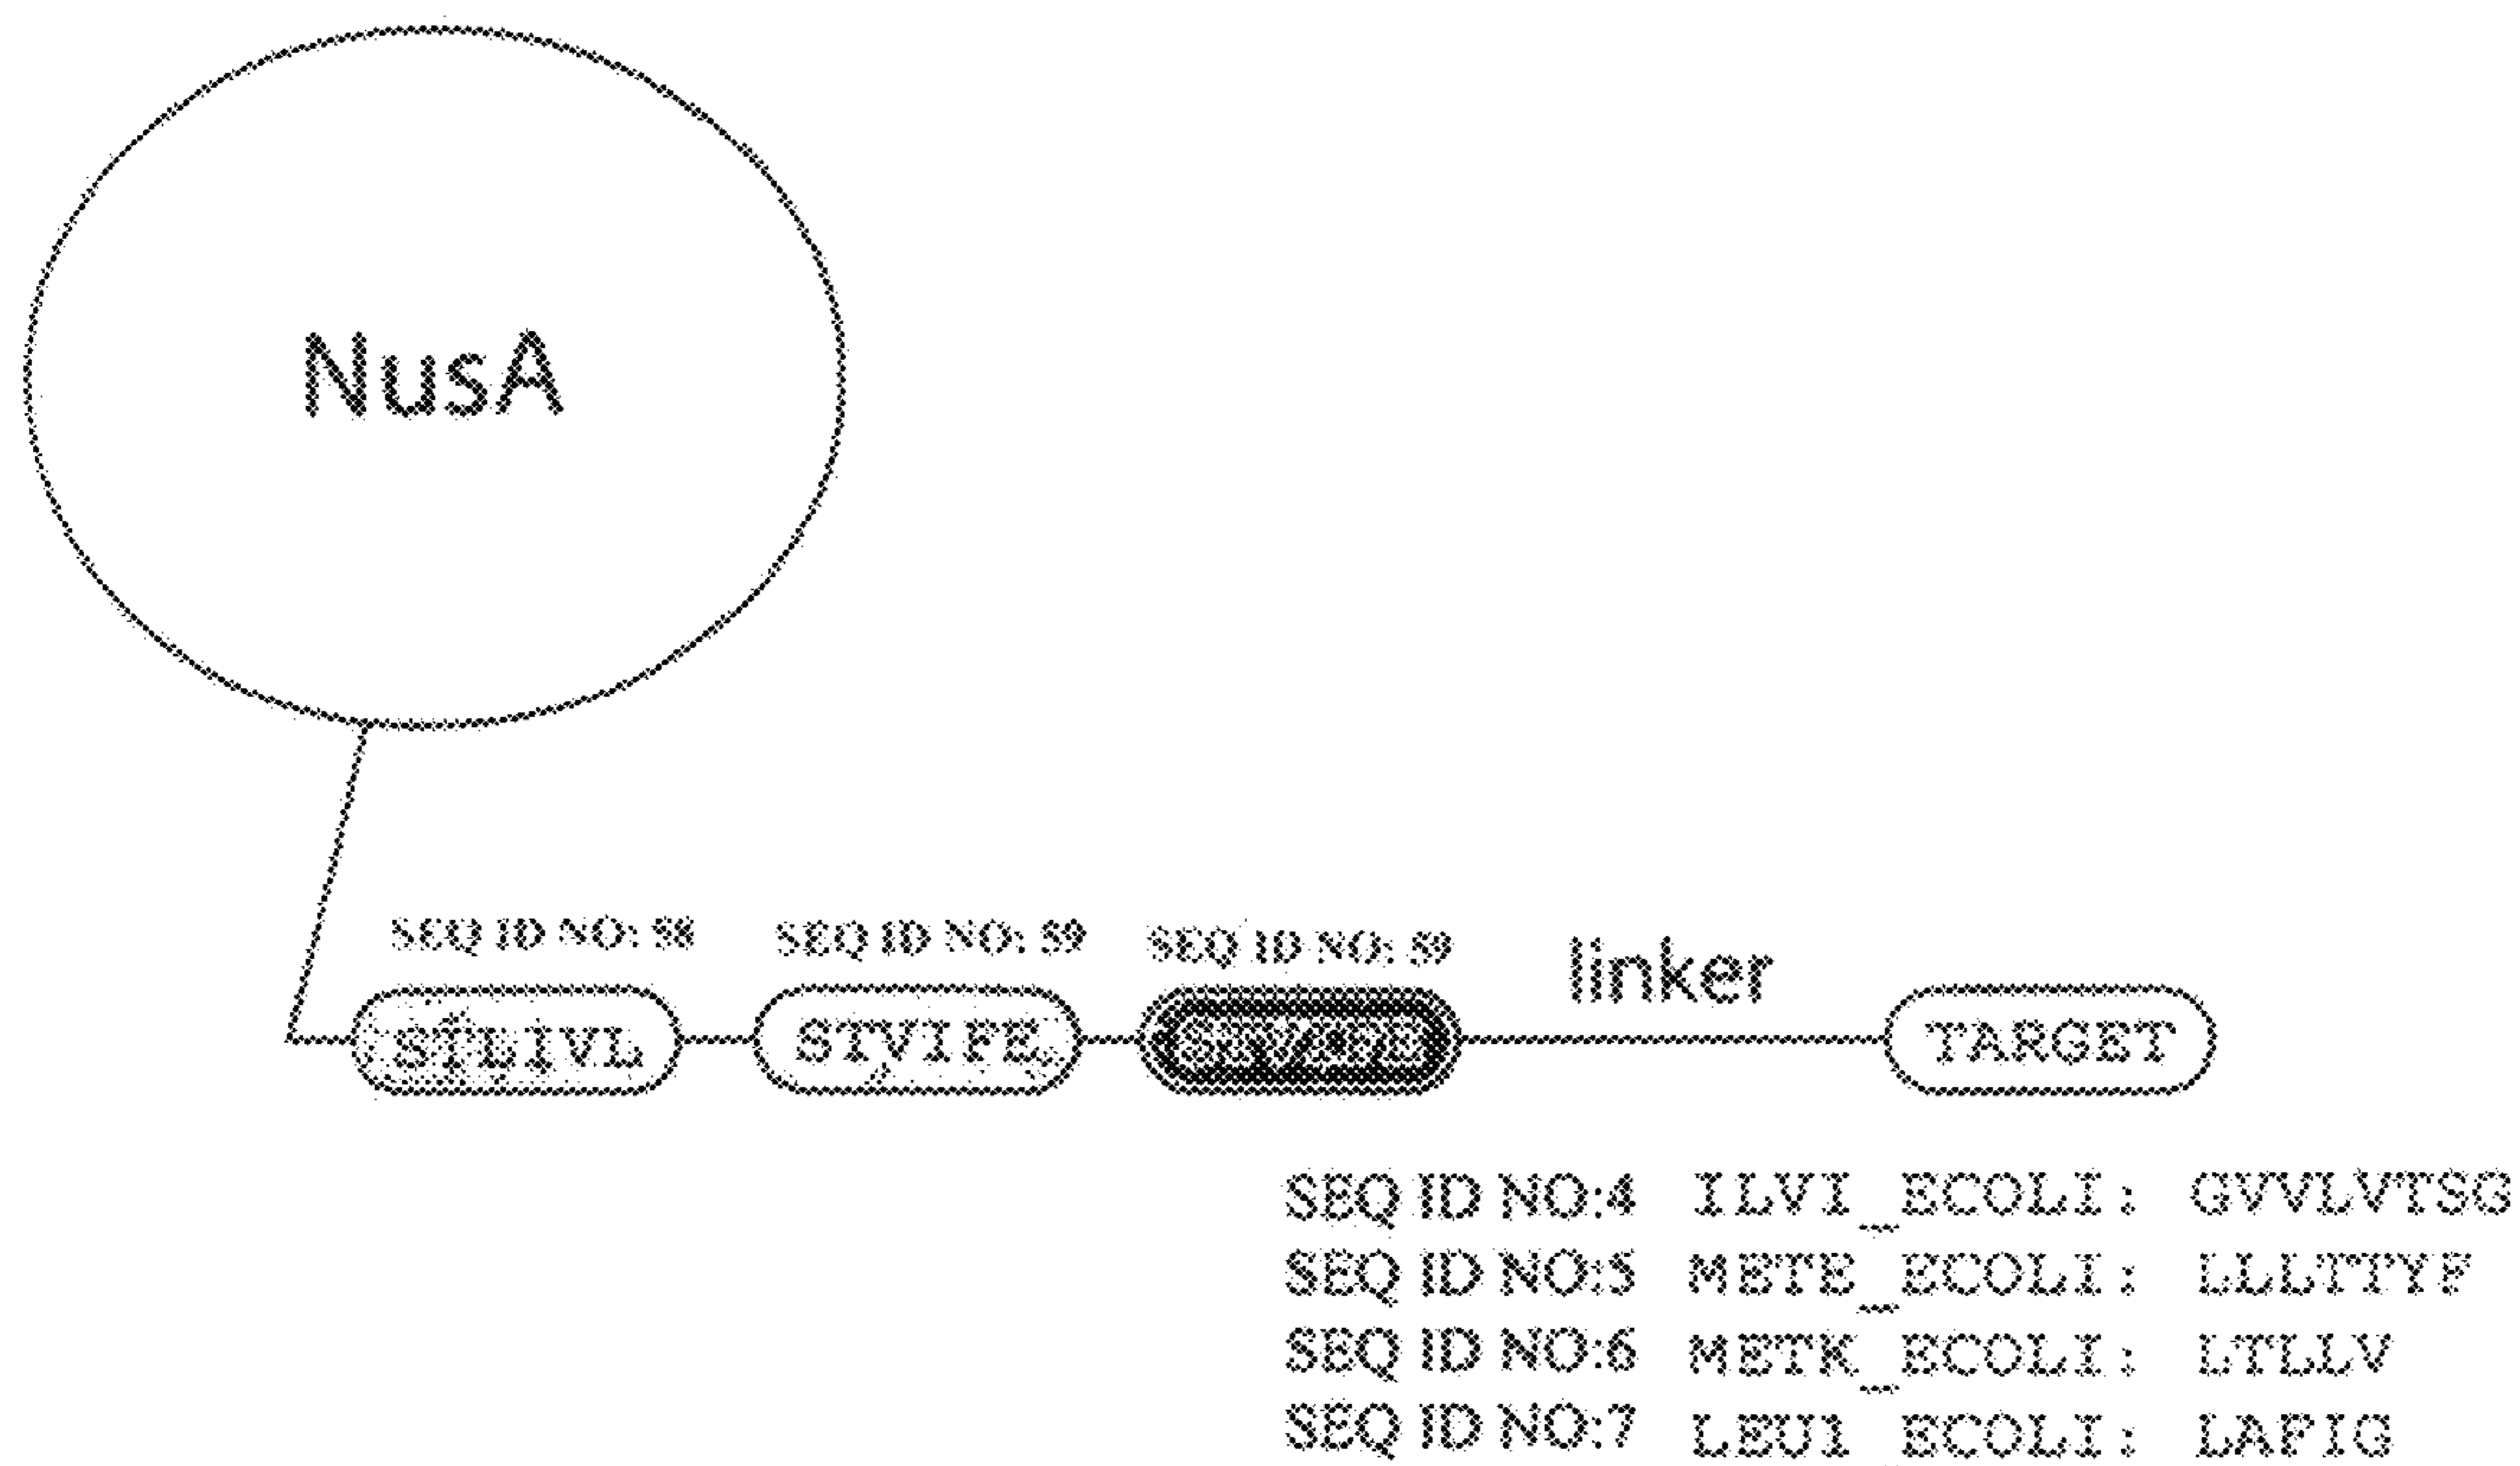 NusA
SEQ ID NO: 58 SEQ ID NO: 59 SEQ ID NO: 59 linker
STLIVL STVIFE TARGET
SEQ ID NO:4 ILVI_ECOLI: GVVLVTSG
SEQ ID NO:5 METE_ECOLI: LLLTTYF
SEQ ID NO:6 METK_ECOLI: LTLLV
SEQ ID NO:7 LEU1_ECOLI: LAFIG